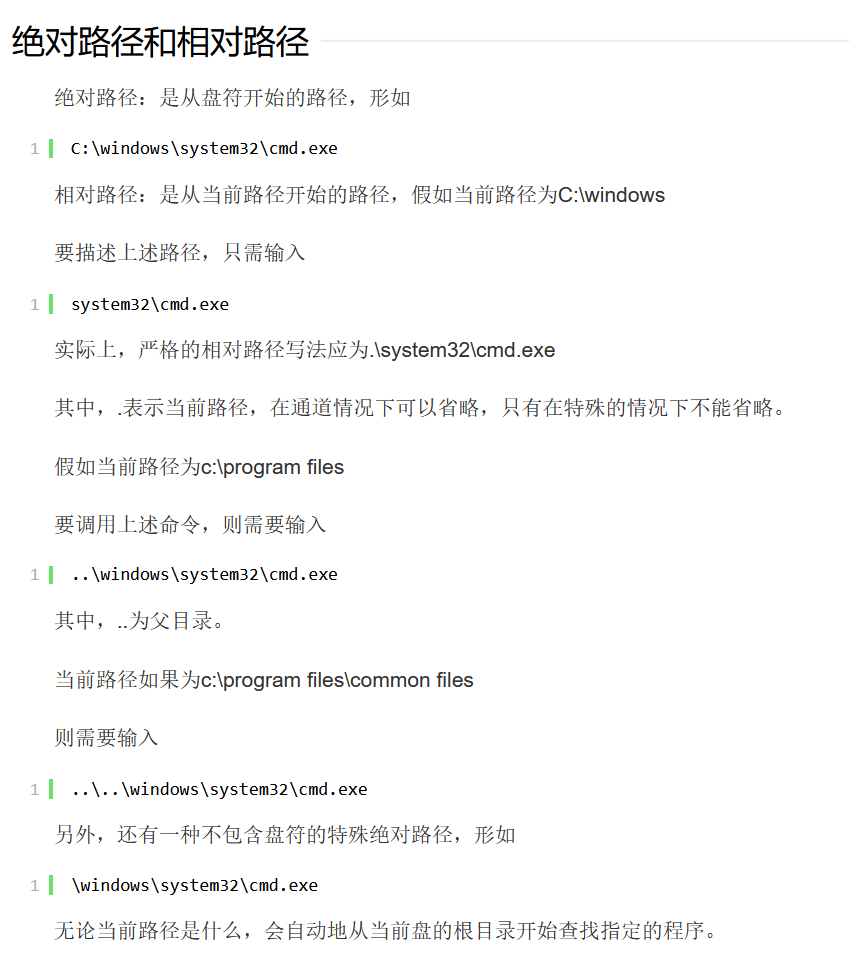 绝对路径和相对路径
绝对路径：是从盘符开始的路径，形如
1 C:\windows\system32\cmd.exe
相对路径：是从当前路径开始的路径，假如当前路径为C:\windows
要描述上述路径，只需输入
1 system32\cmd.exe
实际上，严格的相对路径写法应为.\system32\cmd.exe
其中，.表示当前路径，在通道情况下可以省略，只有在特殊的情况下不能省略。
假如当前路径为c:\program files
要调用上述命令，则需要输入
1 ..\windows\system32\cmd.exe
其中，..为父目录。
当前路径如果为c:\program files\common files
则需要输入
1 ..\..\windows\system32\cmd.exe
另外，还有一种不包含盘符的特殊绝对路径，形如
1 \windows\system32\cmd.exe
无论当前路径是什么，会自动地从当前盘的根目录开始查找指定的程序。